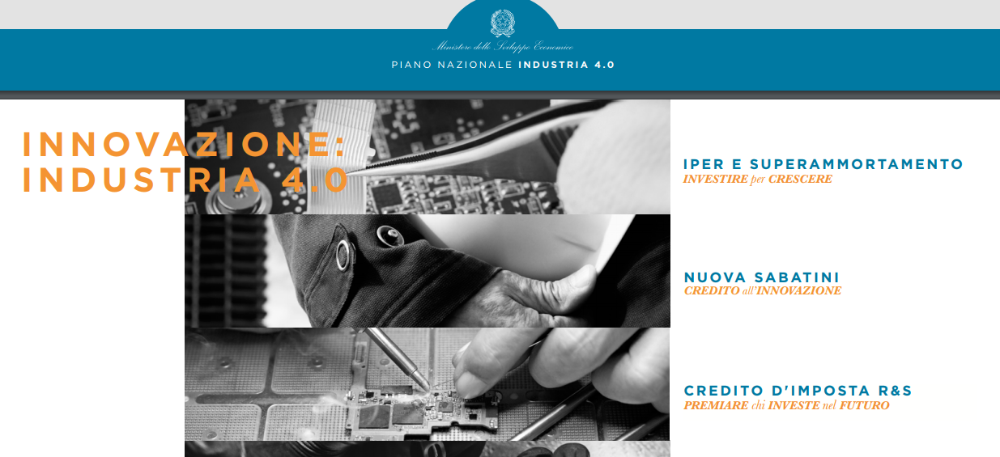 Ministero dello Sviluppo Economico
PIANO NAZIONALE INDUSTRIA 4.0
INNOVAZIONE:
INDUSTRIA 4.0
IPER E SUPERAMMORTAMENTO
INVESTIRE per CRESCERE
NUOVA SABATINI
CREDITO all'INNOVAZIONE
CREDITO D'IMPOSTA R&S
PREMIARE chi INVESTE nel FUTURO